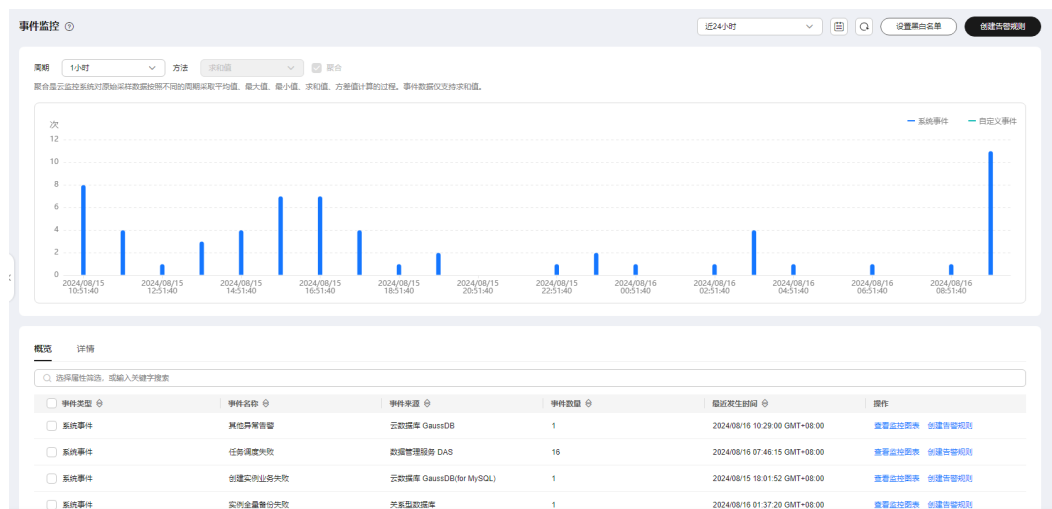 事件监控
近24小时 设置黑白名单 创建告警规则
周期 1小时 方法 求和值 聚合
聚合是云监控系统对原始采样数据按照不同的周期采取平均值、最大值、最小值、求和值、方差值计算的过程。事件数据仅支持求和值。
次 系统事件 自定义事件
12
10
8
6
4
2
0
2024/08/15 2024/08/15 2024/08/15 2024/08/15 2024/08/15 2024/08/15 2024/08/15 2024/08/16 2024/08/16 2024/08/16 2024/08/16 2024/08/16
10:51:40 12:51:40 14:51:40 16:51:40 18:51:40 20:51:40 22:51:40 00:51:40 02:51:40 04:51:40 06:51:40 08:51:40
概览 详情
选择属性筛选，或输入关键字搜索
事件类型 事件名称 事件来源 事件数量 最近发生时间 操作
系统事件 其他异常告警 云数据库 GaussDB 1 2024/08/16 10:29:00 GMT+08:00 查看监控图表 创建告警规则
系统事件 任务调度失败 数据管理服务 DAS 16 2024/08/16 07:46:15 GMT+08:00 查看监控图表 创建告警规则
系统事件 创建实例业务失败 云数据库 GaussDB(for MySQL) 1 2024/08/15 18:01:52 GMT+08:00 查看监控图表 创建告警规则
系统事件 实例全量备份失败 关系型数据库 1 2024/08/16 01:37:20 GMT+08:00 查看监控图表 创建告警规则